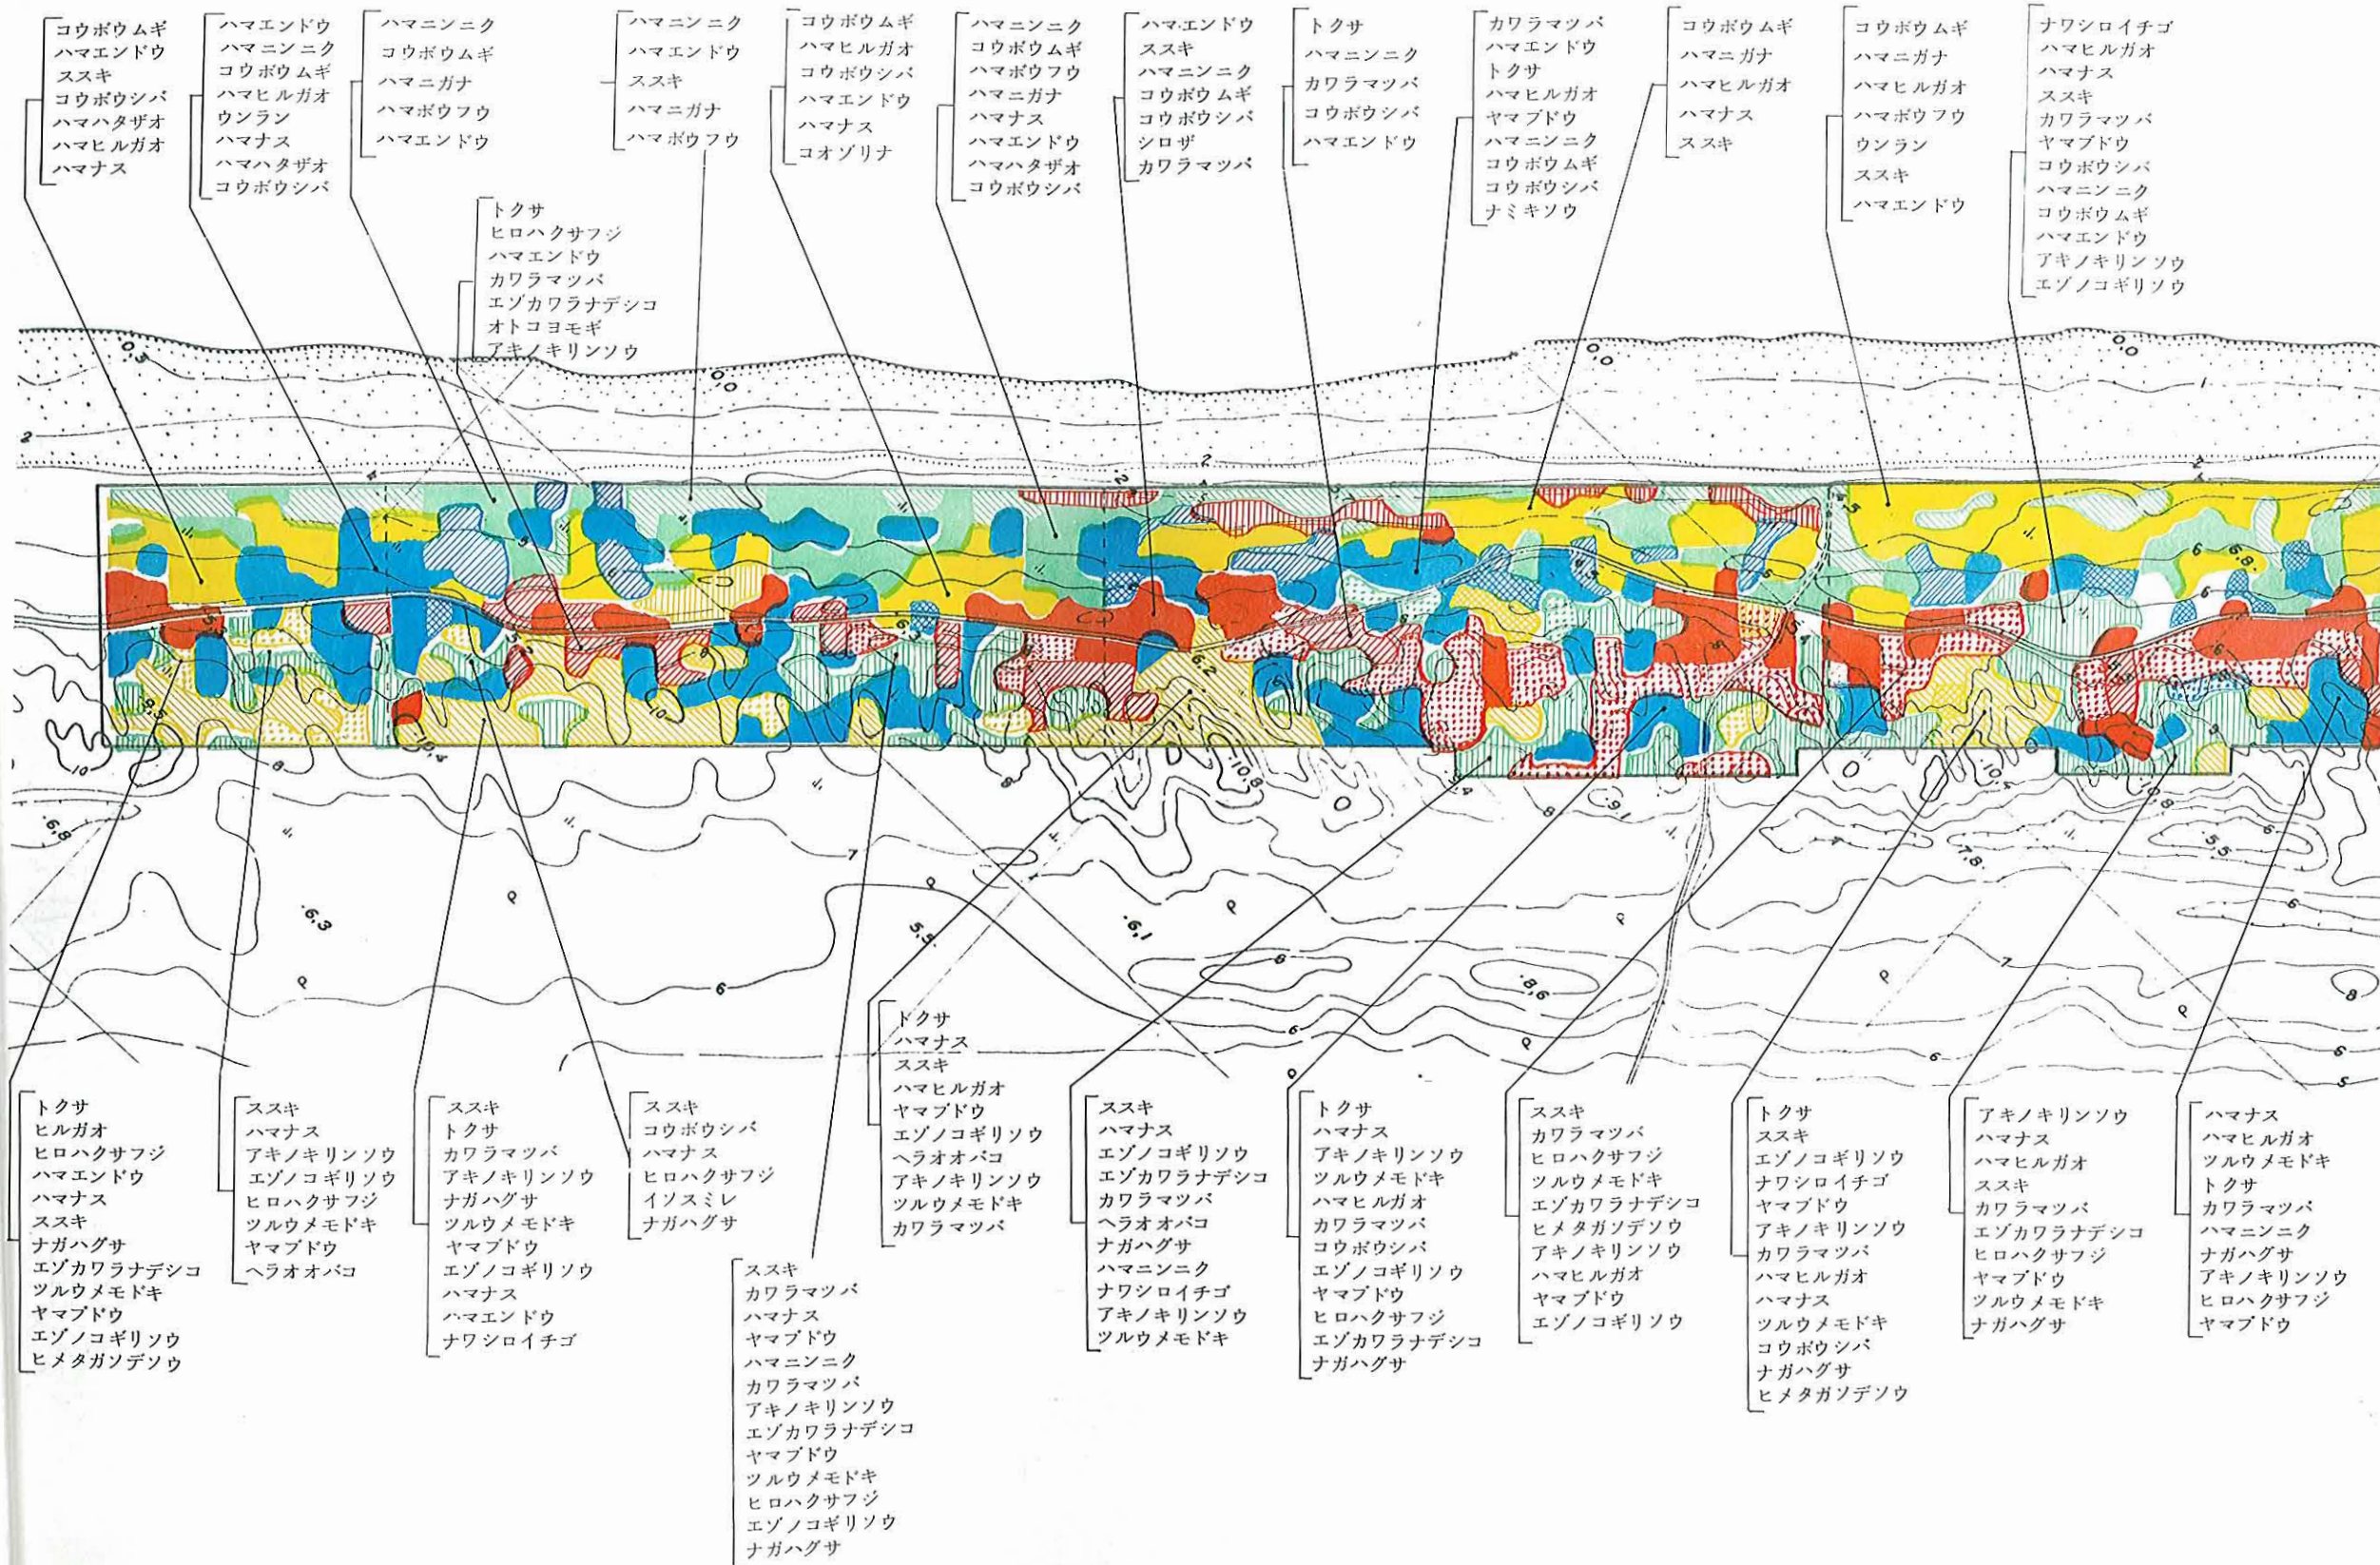 コウボウムギ
ハマエンドウ
ススキ
コウボウシバ
ハマハタザオ
ハマヒルガオ
ハマナス
ハマエンドウ
ハマニンニク
コウボウムギ
ハマヒルガオ
ウンラン
ハマナス
ハマハタザオ
コウボウシバ
ハマニンニク
コウボウムギ
ハマニガナ
ハマボウフウ
ハマエンドウ
トクサ
ヒロハクサフジ
ハマエンドウ
カワラマツバ
エゾカワラナデシコ
オトコヨモギ
アキノキリンソウ
ハマニンニク
ハマエンドウ
ススキ
ハマニガナ
ハマボウフウ
コウボウムギ
ハマヒルガオ
コウボウシバ
ハマエンドウ
ハマナス
コオゾリナ
ハマニンニク
コウボウムギ
ハマボウフウ
ハマニガナ
ハマナス
ハマエンドウ
ハマハタザオ
コウボウシバ
ハマエンドウ
ススキ
ハマニンニク
コウボウムギ
コウボウシバ
シロザ
カワラマツバ
トクサ
ハマニンニク
カワラマツバ
コウボウシバ
ハマエンドウ
カワラマツバ
ハマエンドウ
トクサ
ハマヒルガオ
ヤマブドウ
ハマニンニク
コウボウムギ
コウボウシバ
ナミキソウ
コウボウムギ
ハマニガナ
ハマヒルガオ
ハマナス
ススキ
コウボウムギ
ハマニガナ
ハマヒルガオ
ハマボウフウ
ウンラン
ススキ
ハマエンドウ
ナワシロイチゴ
ハマヒルガオ
ハマナス
ススキ
カワラマツバ
ヤマブドウ
コウボウシバ
ハマニンニク
コウボウムギ
ハマエンドウ
アキノキリンソウ
エゾノコギリソウ
0,3
0,0
0,0
0,0
1
2
2
2
6,8
6,2
10,4
10,8
10
8
6,8
6,3
7
5,5
6,1
6
8
8,6
6
9,1
8
10,4
7,8
10,8
5,5
6
6
7
8
6
5
トクサ
ヒルガオ
ヒロハクサフジ
ハマエンドウ
ハマナス
ススキ
ナガハグサ
エゾカワラナデシコ
ツルウメモドキ
ヤマブドウ
エゾノコギリソウ
ヒメタガソデソウ
ススキ
ハマナス
アキノキリンソウ
エゾノコギリソウ
ヒロハクサフジ
ツルウメモドキ
ヤマブドウ
ヘラオオバコ
ススキ
トクサ
カワラマツバ
アキノキリンソウ
ナガハグサ
ツルウメモドキ
ヤマブドウ
エゾノコギリソウ
ハマナス
ハマエンドウ
ナワシロイチゴ
ススキ
コウボウシバ
ハマナス
ヒロハクサフジ
イソスミレ
ナガハグサ
ススキ
カワラマツバ
ハマナス
ヤマブドウ
ハマニンニク
カワラマツバ
アキノキリンソウ
エゾカワラナデシコ
ヤマブドウ
ツルウメモドキ
ヒロハクサフジ
エゾノコギリソウ
ナガハグサ
トクサ
ハマナス
ススキ
ハマヒルガオ
ヤマブドウ
エゾノコギリソウ
ヘラオオバコ
アキノキリンソウ
ツルウメモドキ
カワラマツバ
ススキ
ハマナス
エゾノコギリソウ
エゾカワラナデシコ
カワラマツバ
ヘラオオバコ
ナガハグサ
ハマニンニク
ナワシロイチゴ
アキノキリンソウ
ツルウメモドキ
トクサ
ハマナス
アキノキリンソウ
ツルウメモドキ
ハマヒルガオ
カワラマツバ
コウボウシバ
エゾノコギリソウ
ヤマブドウ
ヒロハクサフジ
エゾカワラナデシコ
ナガハグサ
ススキ
カワラマツバ
ヒロハクサフジ
ツルウメモドキ
エゾカワラナデシコ
ヒメタガソデソウ
アキノキリンソウ
ハマヒルガオ
ヤマブドウ
エゾノコギリソウ
トクサ
ススキ
エゾノコギリソウ
ナワシロイチゴ
ヤマブドウ
アキノキリンソウ
カワラマツバ
ハマヒルガオ
ハマナス
ツルウメモドキ
コウボウシバ
ナガハグサ
ヒメタガソデソウ
アキノキリンソウ
ハマナス
ハマヒルガオ
ススキ
カワラマツバ
エゾカワラナデシコ
ヒロハクサフジ
ヤマブドウ
ツルウメモドキ
ナガハグサ
ハマナス
ハマヒルガオ
ツルウメモドキ
トクサ
カワラマツバ
ハマニンニク
ナガハグサ
アキノキリンソウ
ヒロハクサフジ
ヤマブドウ